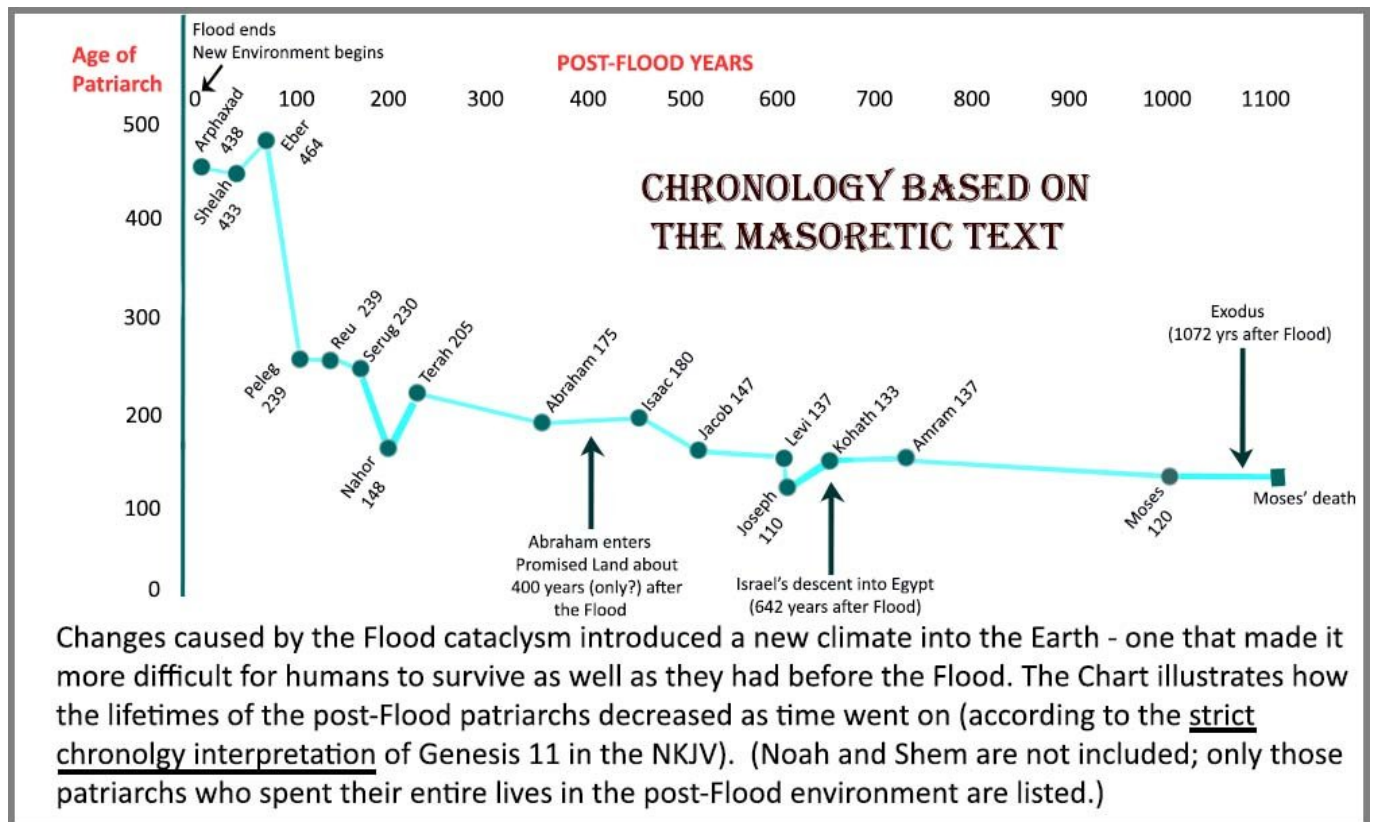 Flood ends
New Environment begins
Age of
Patriarch
POST-FLOOD YEARS
0 100 200 300 400 500 600 700 800 900 1000 1100
500
400
300
200
100
0
CHRONOLOGY BASED ON
THE MASORETIC TEXT
Arphaxad
438
Shelah
433
Eber
464
Peleg
239
Reu 239
Serug 230
Nahor
148
Terah 205
Abraham 175
Isaac 180
Jacob 147
Levi 137
Joseph
110
Kohath 133
Amram 137
Moses
120
Moses' death
Exodus
(1072 yrs after Flood)
Abraham enters
Promised Land about
400 years (only?) after
the Flood
Israel's descent into Egypt
(642 years after Flood)
Changes caused by the Flood cataclysm introduced a new climate into the Earth - one that made it
more difficult for humans to survive as well as they had before the Flood. The Chart illustrates how
the lifetimes of the post-Flood patriarchs decreased as time went on (according to the strict
chronolgy interpretation of Genesis 11 in the NKJV). (Noah and Shem are not included; only those
patriarchs who spent their entire lives in the post-Flood environment are listed.)